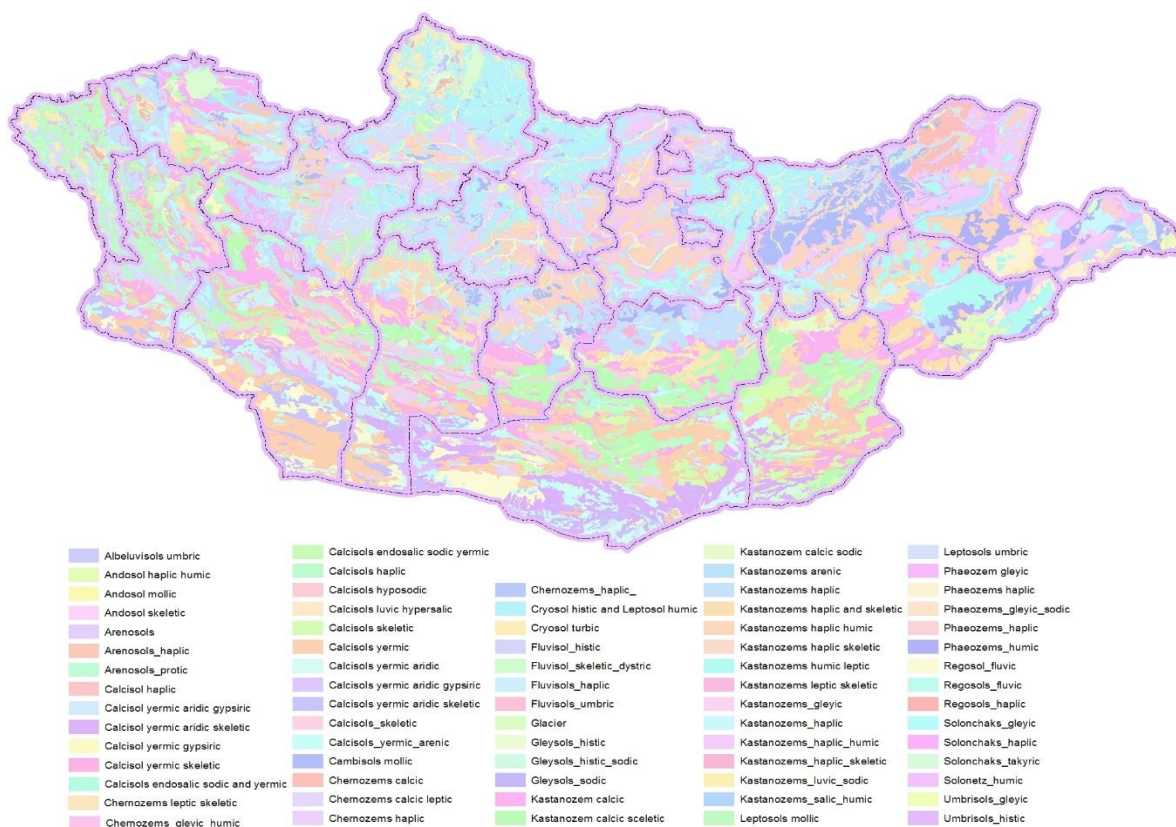 Albeluvisols umbric
Andosol haplic humic
Andosol mollic
Andosol skeletic
Arenosols
Arenosols_haplic
Arenosols_protic
Calcisol haplic
Calcisol yermic aridic gypsiric
Calcisol yermic aridic skeletic
Calcisol yermic gypsiric
Calcisol yermic skeletic
Calcisols endosalic sodic and yermic
Chernozems leptic skeletic
Chernozems_gleyic_humic
Calcisols endosalic sodic yermic
Calcisols haplic
Calcisols hyposodic
Calcisols luvic hypersalic
Calcisols skeletic
Calcisols yermic
Calcisols yermic aridic
Calcisols yermic aridic gypsiric
Calcisols yermic aridic skeletic
Calcisols_skeletic
Calcisols_yermic_arenic
Cambisols mollic
Chernozems calcic
Chernozems calcic leptic
Chernozems haplic
Chernozems_haplic_
Cryosol histic and Leptosol humic
Cryosol turbic
Fluvisol_histic
Fluvisol_skeletic_dystric
Fluvisols_haplic
Fluvisols_umbric
Glacier
Gleysols_histic
Gleysols_histic_sodic
Gleysols_sodic
Kastanozem calcic
Kastanozem calcic sceletic
Kastanozem calcic sodic
Kastanozems arenic
Kastanozems haplic
Kastanozems haplic and skeletic
Kastanozems haplic humic
Kastanozems haplic skeletic
Kastanozems humic leptic
Kastanozems leptic skeletic
Kastanozems_gleyic
Kastanozems_haplic
Kastanozems_haplic_humic
Kastanozems_haplic_skeletic
Kastanozems_luvic_sodic
Kastanozems_salic_humic
Leptosols mollic
Leptosols umbric
Phaeozem gleyic
Phaeozems haplic
Phaeozems_gleyic_sodic
Phaeozems_haplic
Phaeozems_humic
Regosol_fluvic
Regosols_fluvic
Regosols_haplic
Solonchaks_gleyic
Solonchaks_haplic
Solonchaks_takyric
Solonetz_humic
Umbrisols_gleyic
Umbrisols_histic